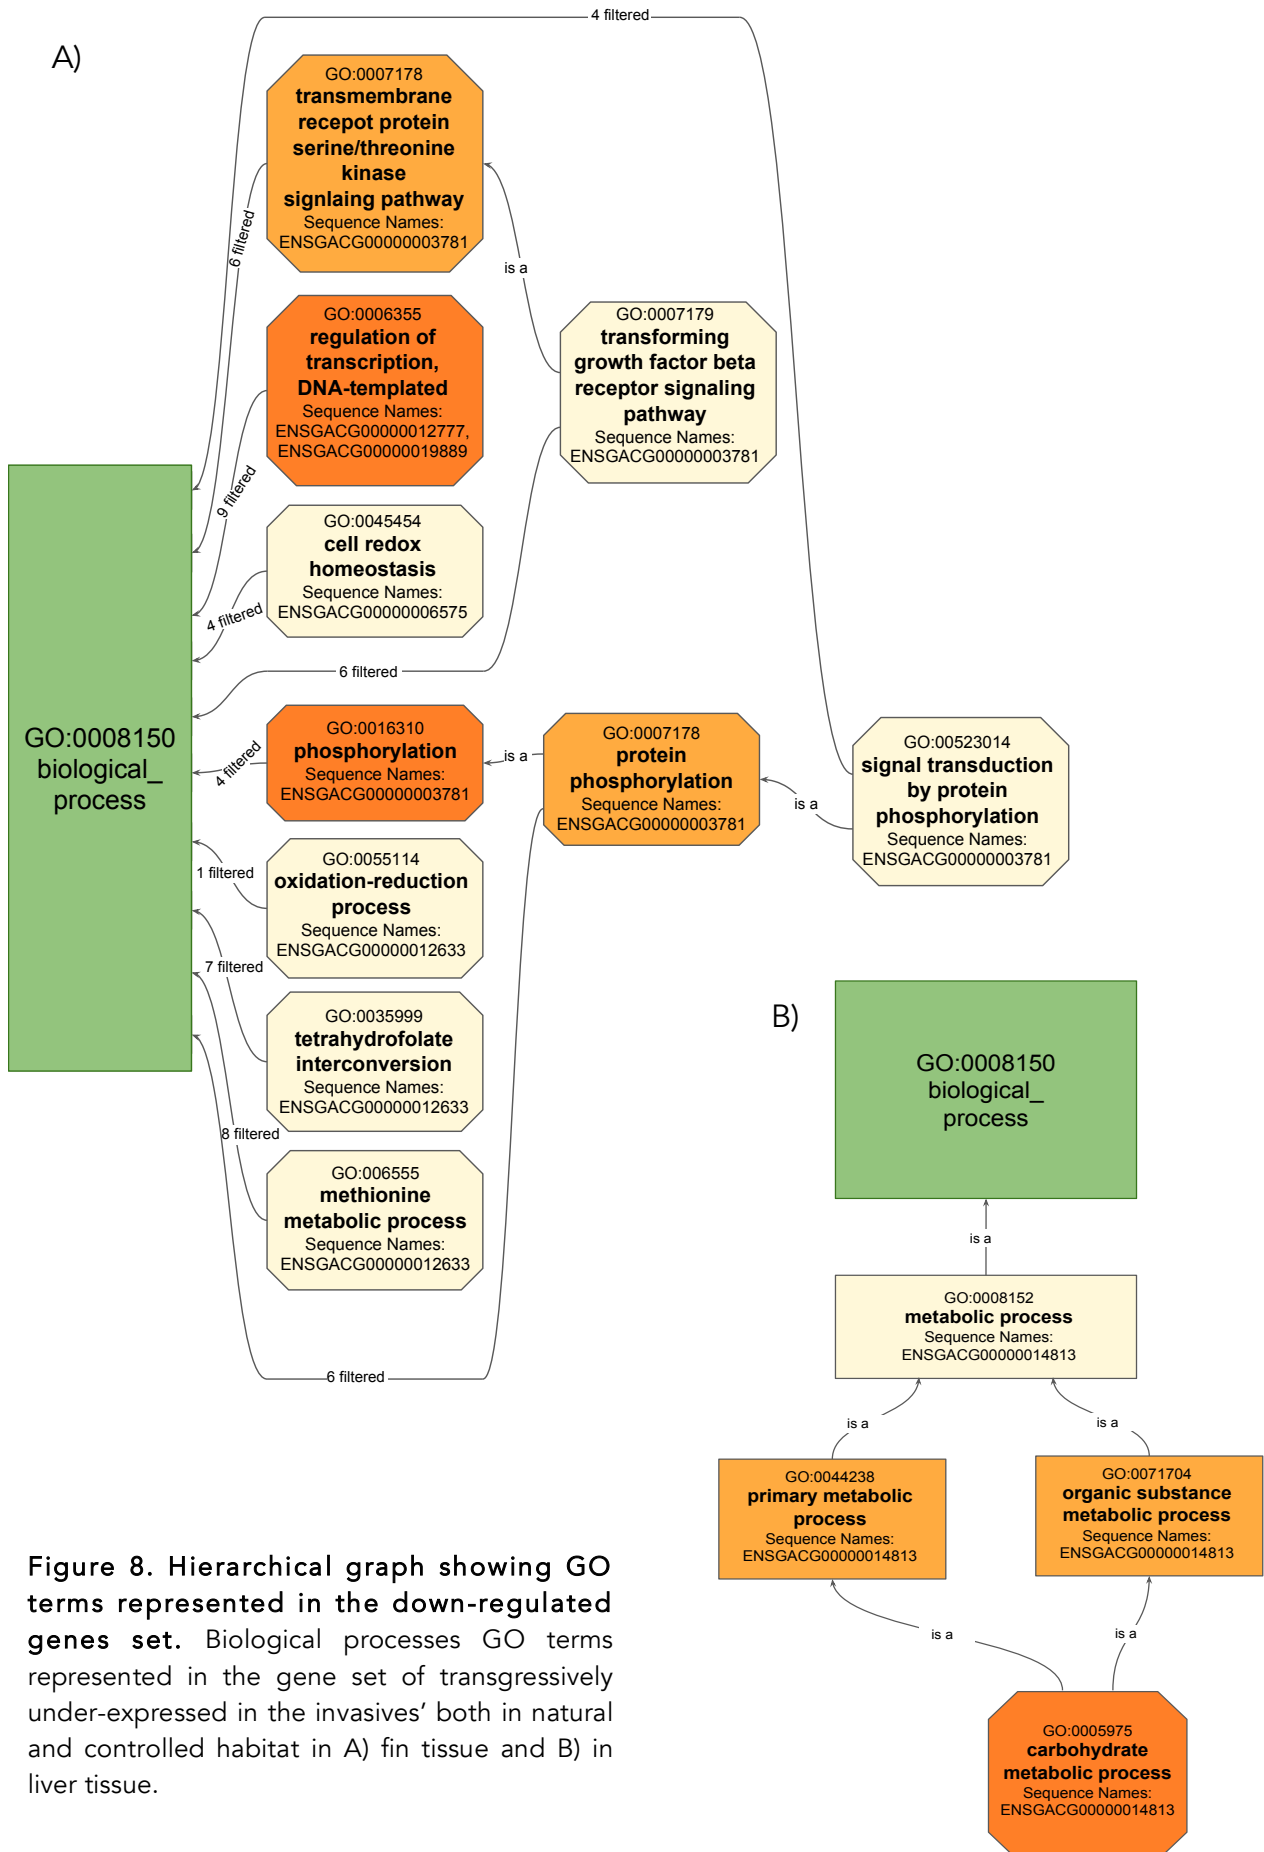 4 filtered
A)
GO:0007178
transmembrane
recepot protein
serine/threonine
kinase
signlaing pathway
Sequence Names:
ENSGACG00000003781
6 filtered
is a
GO:0006355
regulation of
transcription,
DNA-templated
Sequence Names:
ENSGACG00000012777,
ENSGACG00000019889
9 filtered
GO:0007179
transforming
growth factor beta
receptor signaling
pathway
Sequence Names:
ENSGACG00000003781
GO:0045454
cell redox
homeostasis
Sequence Names:
ENSGACG00000006575
4 filtered
6 filtered
GO:0008150
biological_
process
GO:0016310
phosphorylation
Sequence Names:
ENSGACG00000003781
4 filtered
is a
GO:0007178
protein
phosphorylation
Sequence Names:
ENSGACG00000003781
is a
GO:00523014
signal transduction
by protein
phosphorylation
Sequence Names:
ENSGACG00000003781
GO:0055114
oxidation-reduction
process
Sequence Names:
ENSGACG00000012633
1 filtered
7 filtered
GO:0035999
tetrahydrofolate
interconversion
Sequence Names:
ENSGACG00000012633
8 filtered
GO:006555
methionine
metabolic process
Sequence Names:
ENSGACG00000012633
6 filtered
B)
GO:0008150
biological_
process
is a
GO:0008152
metabolic process
Sequence Names:
ENSGACG00000014813
is a
is a
GO:0044238
primary metabolic
process
Sequence Names:
ENSGACG00000014813
GO:0071704
organic substance
metabolic process
Sequence Names:
ENSGACG00000014813
is a
is a
GO:0005975
carbohydrate
metabolic process
Sequence Names:
ENSGACG00000014813
Figure 8. Hierarchical graph showing GO
terms represented in the down-regulated
genes set. Biological processes GO terms
represented in the gene set of transgressively
under-expressed in the invasives’ both in natural
and controlled habitat in A) fin tissue and B) in
liver tissue.